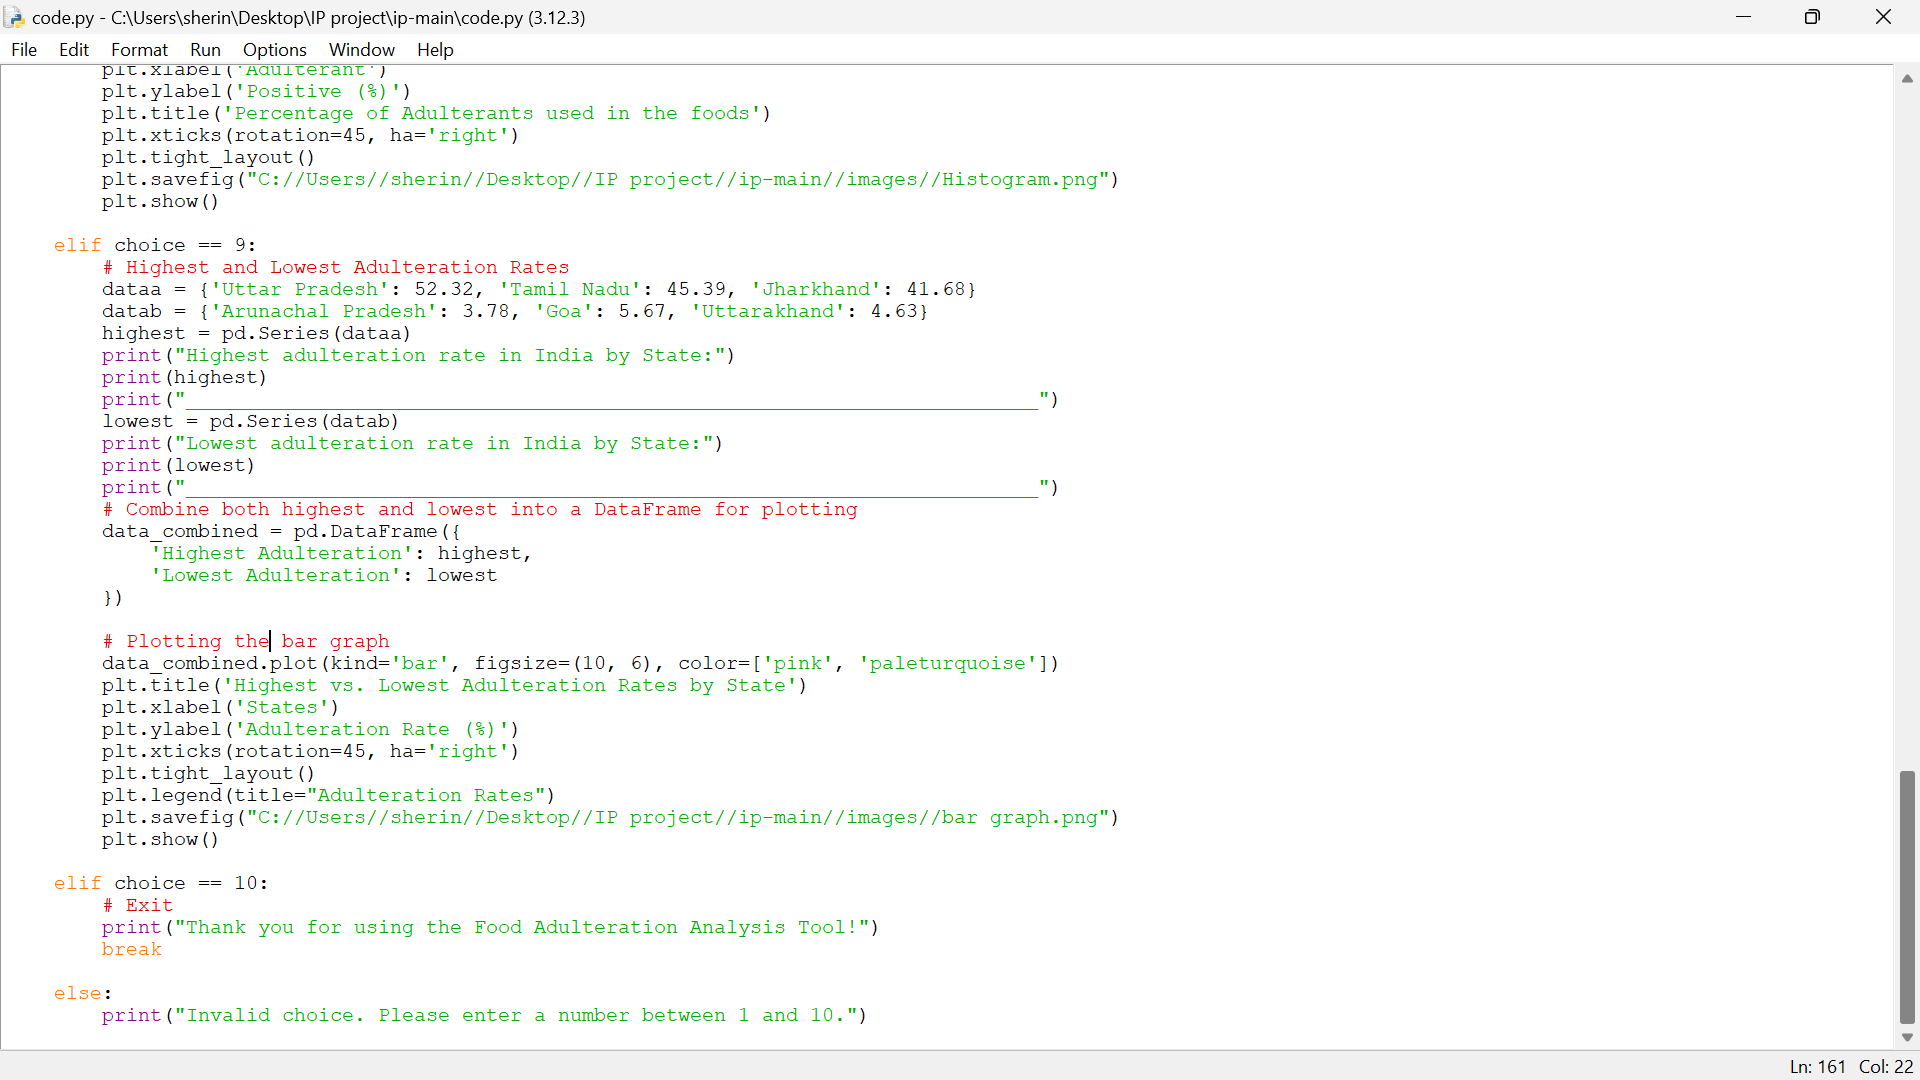 code.py - C:\Users\sherin\Desktop\IP project\ip-main\code.py (3.12.3)
File Edit Format Run Options Window Help
plt.xlabel('Adulterant')
plt.ylabel('Positive (%)')
plt.title('Percentage of Adulterants used in the foods')
plt.xticks(rotation=45, ha='right')
plt.tight_layout()
plt.savefig("C://Users//sherin//Desktop//IP project//ip-main//images//Histogram.png")
plt.show()
elif choice == 9:
# Highest and Lowest Adulteration Rates
dataa = {'Uttar Pradesh': 52.32, 'Tamil Nadu': 45.39, 'Jharkhand': 41.68}
datab = {'Arunachal Pradesh': 3.78, 'Goa': 5.67, 'Uttarakhand': 4.63}
highest = pd.Series(dataa)
print("Highest adulteration rate in India by State:")
print(highest)
print("_______________________________________________________________________")
lowest = pd.Series(datab)
print("Lowest adulteration rate in India by State:")
print(lowest)
print("_______________________________________________________________________")
# Combine both highest and lowest into a DataFrame for plotting
data_combined = pd.DataFrame({
'Highest Adulteration': highest,
'Lowest Adulteration': lowest
})
# Plotting the bar graph
data_combined.plot(kind='bar', figsize=(10, 6), color=['pink', 'paleturquoise'])
plt.title('Highest vs. Lowest Adulteration Rates by State')
plt.xlabel('States')
plt.ylabel('Adulteration Rate (%)')
plt.xticks(rotation=45, ha='right')
plt.tight_layout()
plt.legend(title="Adulteration Rates")
plt.savefig("C://Users//sherin//Desktop//IP project//ip-main//images//bar graph.png")
plt.show()
elif choice == 10:
# Exit
print("Thank you for using the Food Adulteration Analysis Tool!")
break
else:
print("Invalid choice. Please enter a number between 1 and 10.")
Ln: 161 Col: 22